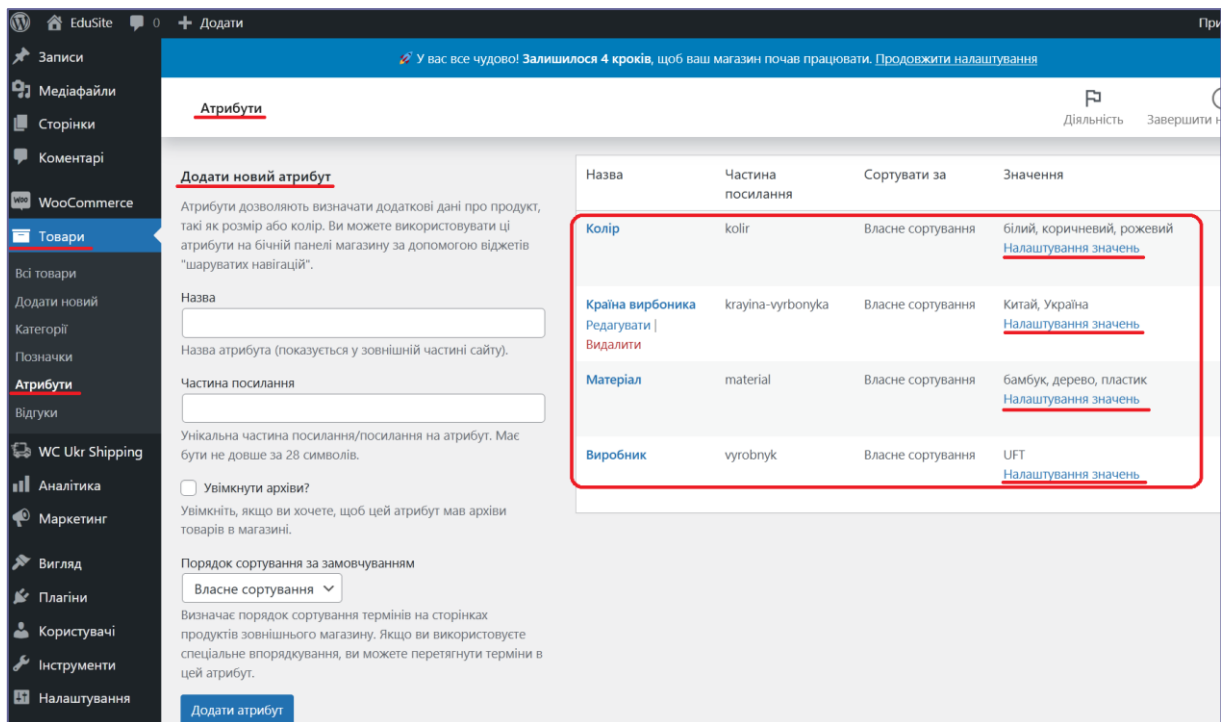 EduSite 0 Додати
Записи
Медіафайли
Сторінки
Коментарі
WooCommerce
Товари
Всі товари
Додати новий
Категорії
Позначки
Атрибути
Відгуки
WC Ukr Shipping
Аналітика
Маркетинг
Вигляд
Плагіни
Користувачі
Інструменти
Налаштування
У вас все чудово! Залишилося 4 кроків, щоб ваш магазин почав працювати. Продовжити налаштування
Атрибути
Діяльність
Завершити
Додати новий атрибут
Атрибути дозволяють визначати додаткові дані про продукт,
такі як розмір або колір. Ви можете використовувати ці
атрибути на бічній панелі магазину за допомогою віджетів
"шаруватих навігацій".
Назва
Назва атрибута (показується у зовнішній частині сайту).
Частина посилання
Унікальна частина посилання/посилання на атрибут. Має
бути не довше за 28 символів.
Увімкнути архіви?
Увімкніть, якщо ви хочете, щоб цей атрибут мав архіви
товарів в магазині.
Порядок сортування за замовчуванням
Власне сортування
Визначає порядок сортування термінів на сторінках
продуктів зовнішнього магазину. Якщо ви використовуєте
спеціальне впорядкування, ви можете перетягнути терміни в
цей атрибут.
Додати атрибут
Назва Частина посилання Сортувати за Значення
Колір kolir Власне сортування білий, коричневий, рожевий
Налаштування значень
Країна вирбоника krayina-vyrbonyka Власне сортування Китай, Україна
Редагувати | Налаштування значень
Видалити
Матеріал material Власне сортування бамбук, дерево, пластик
Налаштування значень
Виробник vyrobnyk Власне сортування UFT
Налаштування значень